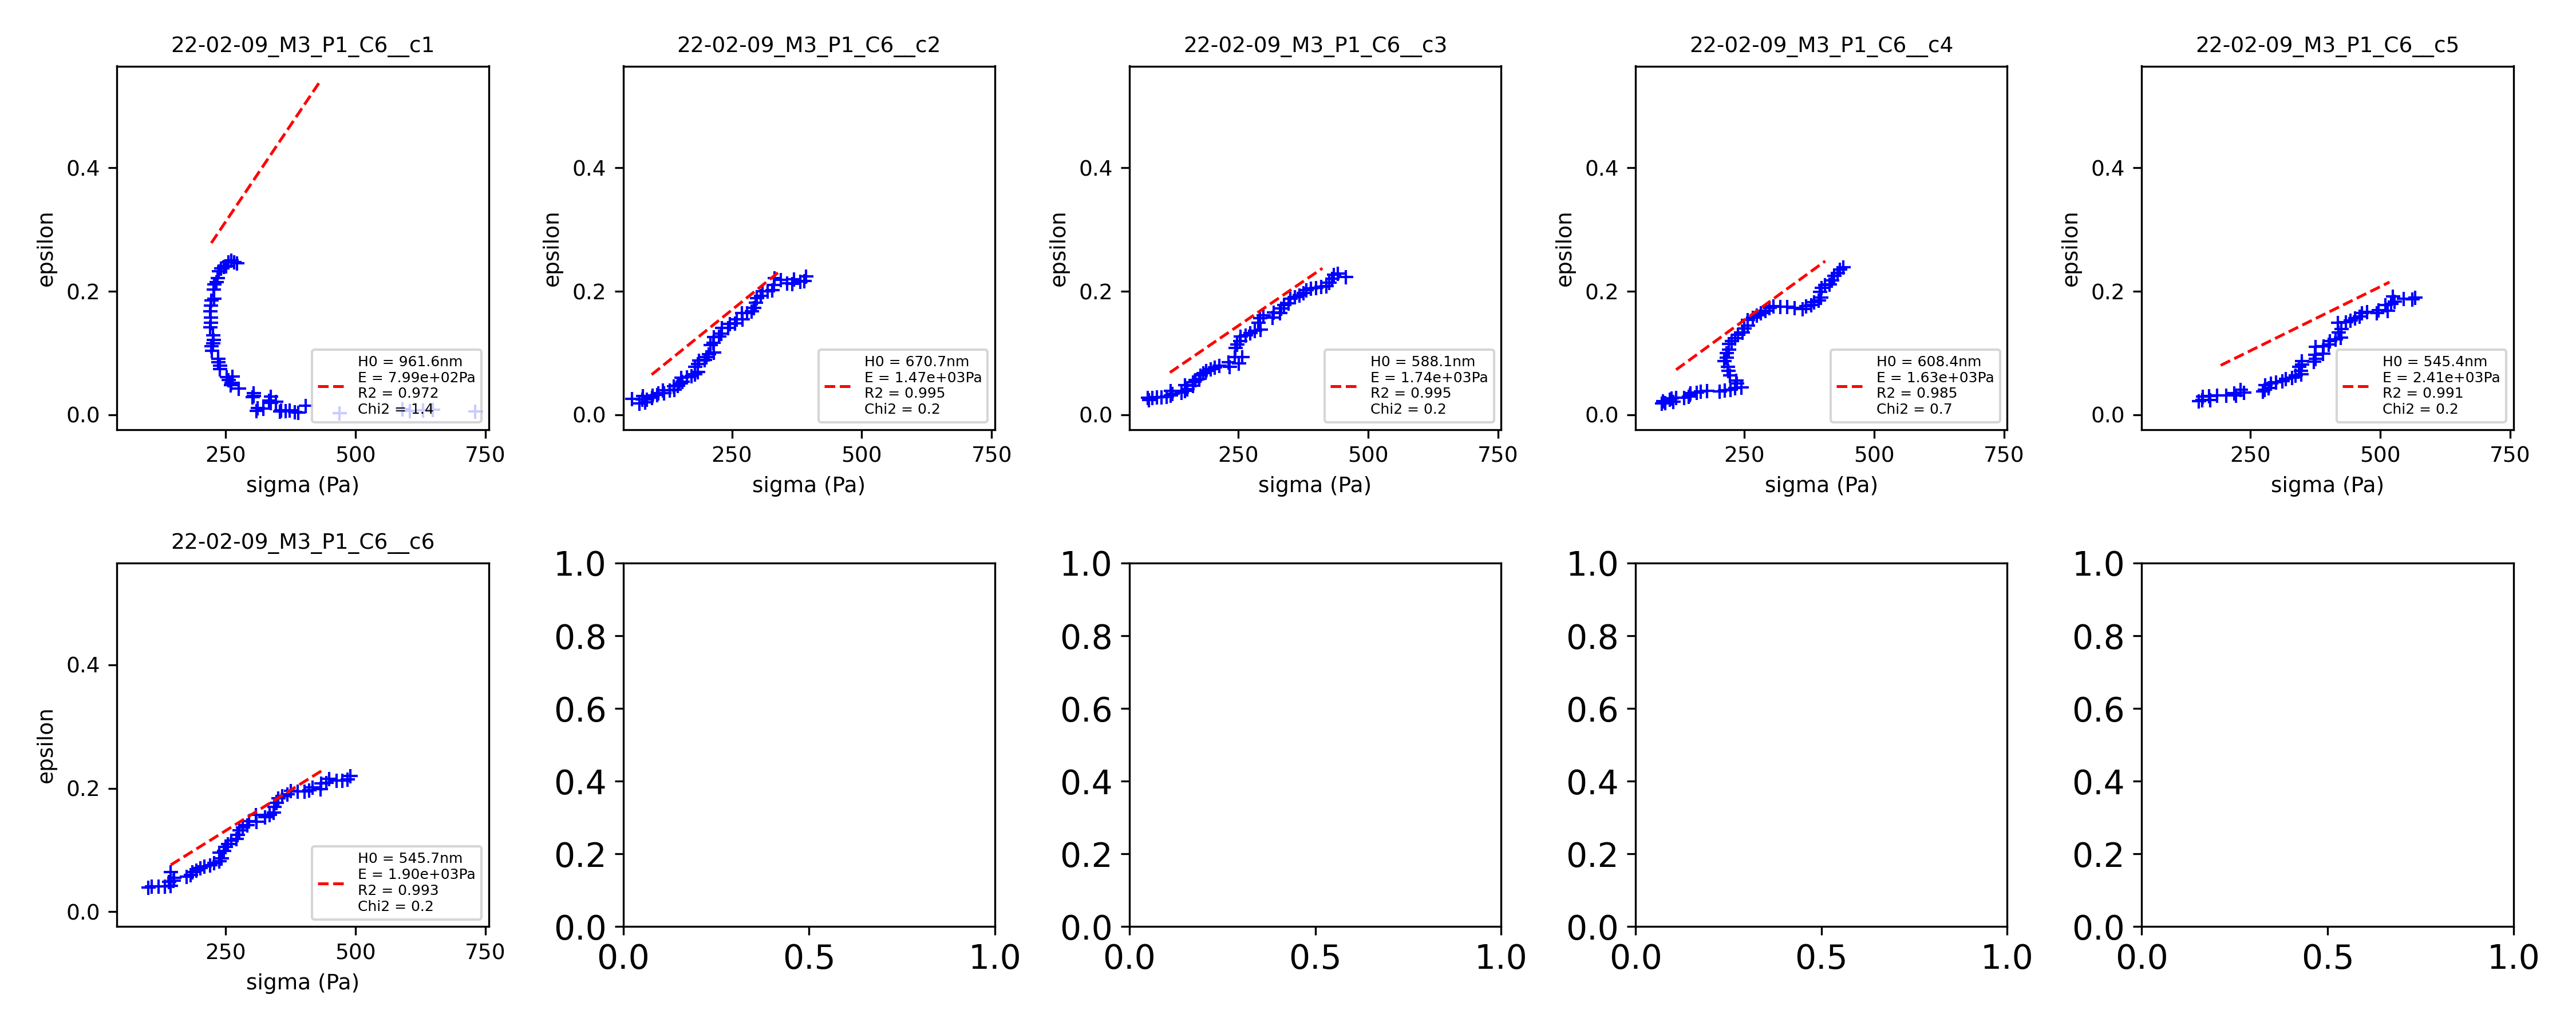 22-02-09_M3_P1_C6__c1
0.4
0.2
0.0
epsilon
250
500
750
sigma (Pa)
H0 = 961.6nm
E = 7.99e+02Pa
R2 = 0.972
Chi2 = 1.4
22-02-09_M3_P1_C6__c2
0.4
0.2
0.0
epsilon
250
500
750
sigma (Pa)
H0 = 670.7nm
E = 1.47e+03Pa
R2 = 0.995
Chi2 = 0.2
22-02-09_M3_P1_C6__c3
0.4
0.2
0.0
epsilon
250
500
750
sigma (Pa)
H0 = 588.1nm
E = 1.74e+03Pa
R2 = 0.995
Chi2 = 0.2
22-02-09_M3_P1_C6__c4
0.4
0.2
0.0
epsilon
250
500
750
sigma (Pa)
H0 = 608.4nm
E = 1.63e+03Pa
R2 = 0.985
Chi2 = 0.7
22-02-09_M3_P1_C6__c5
0.4
0.2
0.0
epsilon
250
500
750
sigma (Pa)
H0 = 545.4nm
E = 2.41e+03Pa
R2 = 0.991
Chi2 = 0.2
22-02-09_M3_P1_C6__c6
0.4
0.2
0.0
epsilon
250
500
750
sigma (Pa)
H0 = 545.7nm
E = 1.90e+03Pa
R2 = 0.993
Chi2 = 0.2
1.0
0.8
0.6
0.4
0.2
0.0
0.0
0.5
1.0
1.0
0.8
0.6
0.4
0.2
0.0
0.0
0.5
1.0
1.0
0.8
0.6
0.4
0.2
0.0
0.0
0.5
1.0
1.0
0.8
0.6
0.4
0.2
0.0
0.0
0.5
1.0